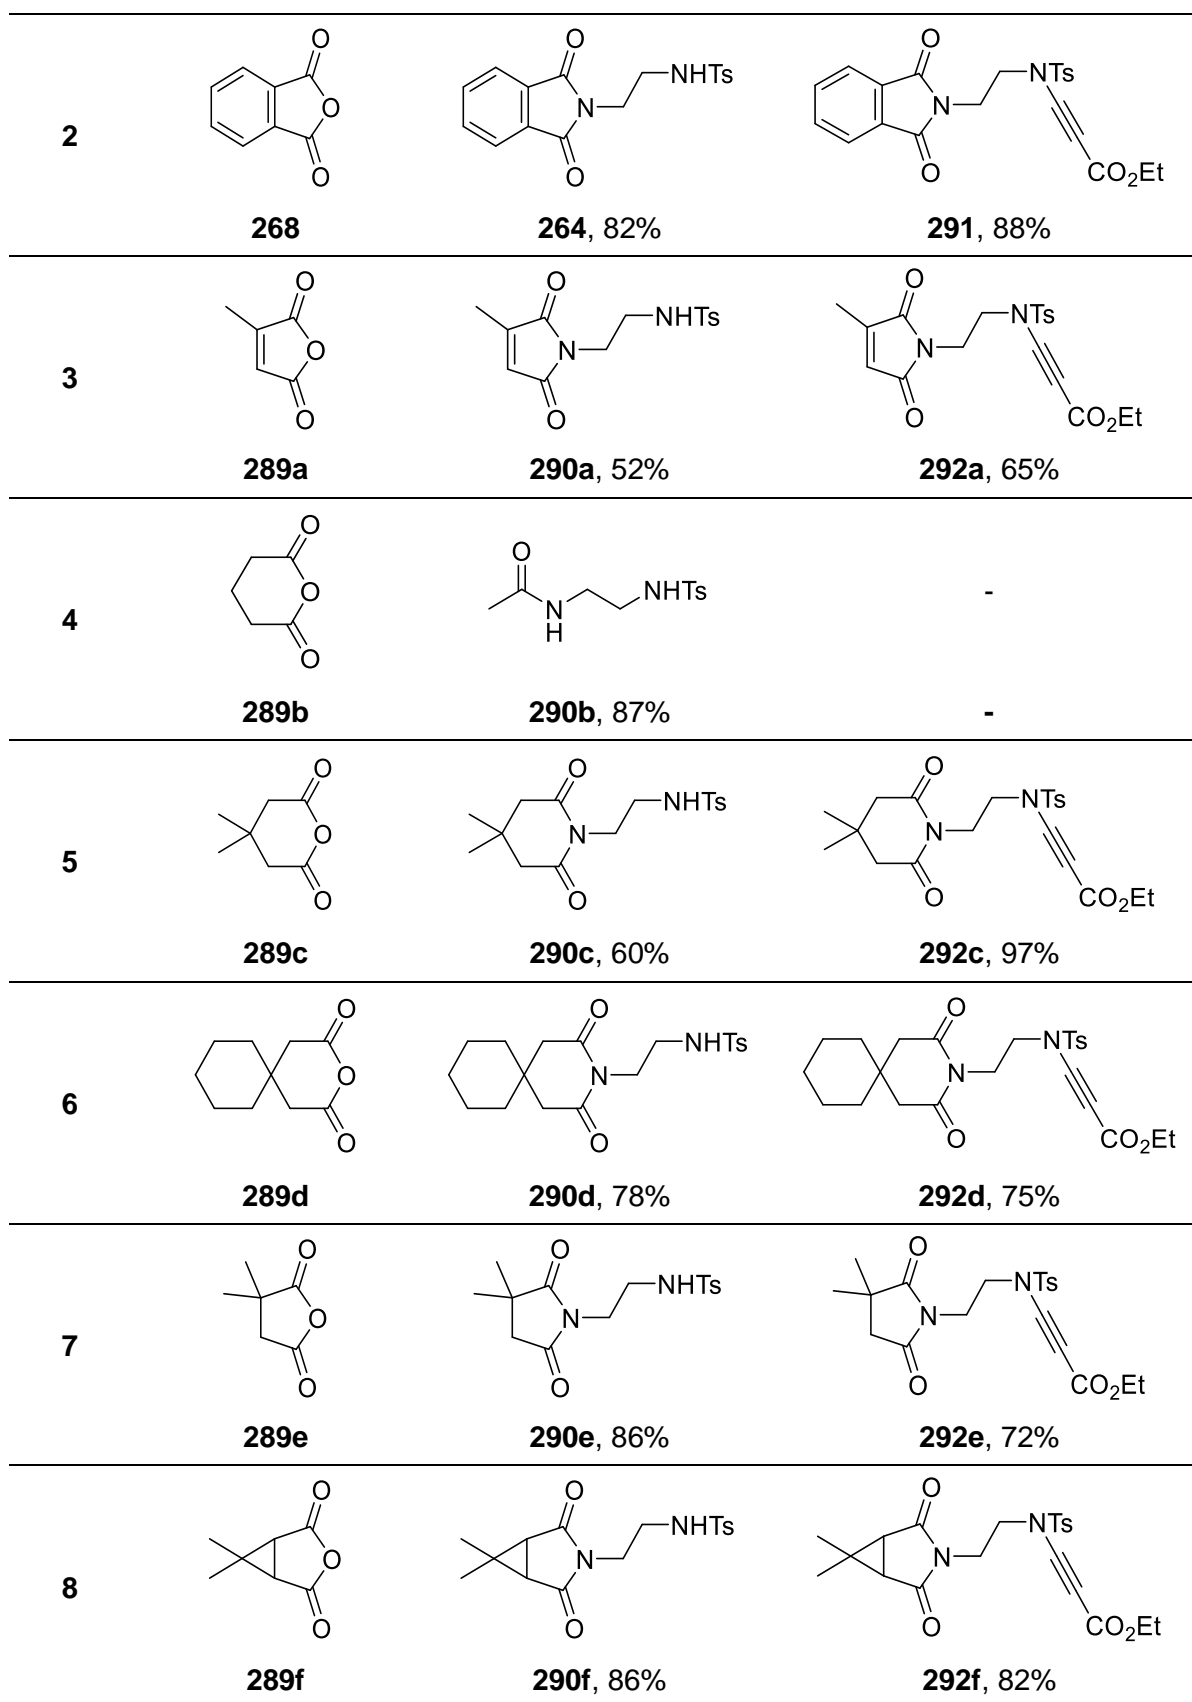 2
O
O
O
268
O
N
O
NHTs
264, 82%
O
N
O
NTs
CO2Et
291, 88%
3
O
O
O
289a
O
N
O
NHTs
290a, 52%
O
N
O
NTs
CO2Et
292a, 65%
4
O
O
O
289b
O
N
H
NHTs
290b, 87%
-
-
5
O
O
O
289c
O
N
O
NHTs
290c, 60%
O
N
O
NTs
CO2Et
292c, 97%
6
O
O
O
289d
O
N
O
NHTs
290d, 78%
O
N
O
NTs
CO2Et
292d, 75%
7
O
O
O
289e
O
N
O
NHTs
290e, 86%
O
N
O
NTs
CO2Et
292e, 72%
8
O
O
O
289f
O
N
O
NHTs
290f, 86%
O
N
O
NTs
CO2Et
292f, 82%